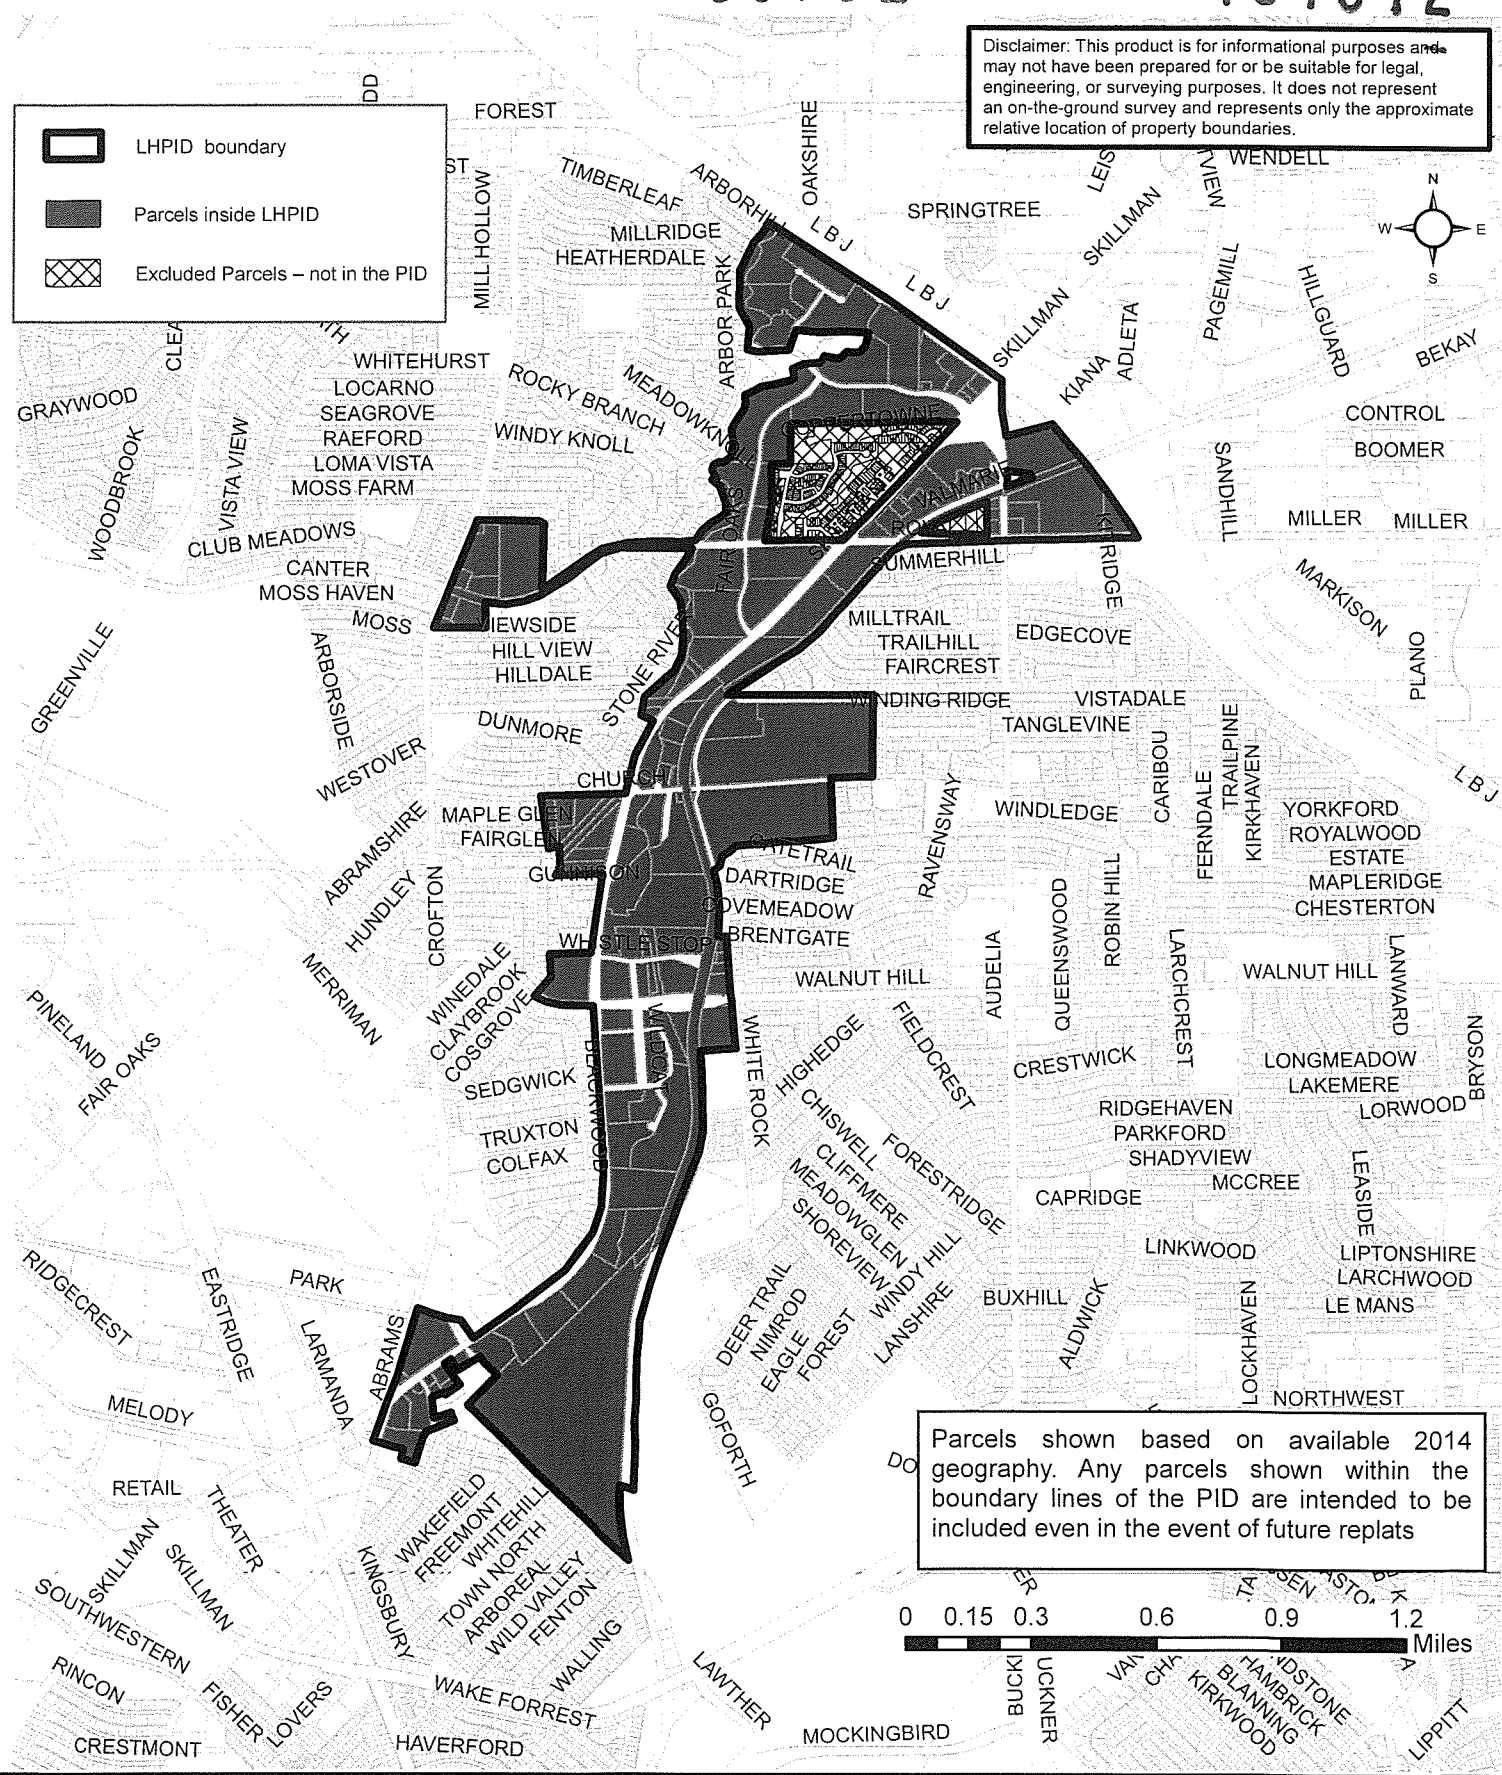 Disclaimer: This product is for informational purposes and
may not have been prepared for or be suitable for legal,
engineering, or surveying purposes. It does not represent
an on-the-ground survey and represents only the approximate
relative location of property boundaries.
LHPID boundary
Parcels inside LHPID
Excluded Parcels – not in the PID
N
W
E
S
FOREST
OAKSHIRE
WENDELL
TIMBERLEAF
ARBORHILL
LBJ
SPRINGTREE
SKILLMAN
MILL HOLLOW
MILLRIDGE
HEATHERDALE
ARBOR PARK
LBJ
PAGEMILL
HILLGUARD
SKILLMAN
KIANA
ADLETA
BEKAY
WHITEHURST
LOCARNO
SEAGROVE
RAEFORD
LOMA VISTA
MOSS FARM
ROCKY BRANCH
WINDY KNOLL
GRAYWOOD
WOODBROOK
VISTA VIEW
CONTROL
BOOMER
SANDHILL
MILLER
MILLER
CLUB MEADOWS
CANTER
MOSS HAVEN
MOSS
FAIR OAKS
VALMARIE
SUMMERHILL
MARKISON
PLANO
IEWSIDE
HILL VIEW
HILLDALE
STONE RIVER
MILLTRAIL
TRAILHILL
FAIRCREST
EDGECOVE
GREENVILLE
ARBORSIDE
DUNMORE
WESTOVER
WINDING RIDGE
VISTADALE
TANGLEVINE
CARIBOU
TRAILPINE
KIRKHAVEN
FERNDALE
LBJ
CHURCH
MAPLE GLEN
FAIRGLEN
GUNNISON
ABRAMSHIRE
HUNDLEY
CROFTON
MERRIMAN
RAVENSWAY
WINDLEDGE
YORKFORD
ROYALWOOD
ESTATE
MAPLERIDGE
CHESTERTON
DARTRIDGE
COVEMEADOW
BRENTGATE
WHISTLE STOP
WALNUT HILL
AUDELIA
QUEENSWOOD
ROBIN HILL
LARCHCREST
WALNUT HILL
LANWARD
BRYSON
WINEDALE
CLAYBROOK
COSGROVE
PINELAND
FAIR OAKS
SEDGWICK
TRUXTON
COLFAX
WILDCAT
WHITE ROCK
HIGHEDGE
FIELDCREST
CRESTWICK
LONGMEADOW
LAKEMERE
LORWOOD
CHISWELL
CLIFFMERE
MEADOWGLEN
SHOREVIEW
FORESTRIDGE
WINDY HILL
LANSHIRE
RIDGEHAVEN
PARKFORD
SHADYVIEW
MCCREE
LEASIDE
CAPRIDGE
LINKWOOD
LIPTONSHIRE
LARCHWOOD
LE MANS
BUXHILL
ALDWICK
LOCKHAVEN
NORTHWEST
RIDGECREST
EASTRIDGE
PARK
LARMANDA
ABRAMS
MELODY
DEER TRAIL
NIMROD
EAGLE
FOREST
GOFORTH
RETAIL
THEATER
SKILLMAN
SKILLMAN
SOUTHWESTERN
WAKEFIELD
FREEMONT
WHITEHILL
TOWN NORTH
ARBOREAL
WILD VALLEY
FENTON
WALLING
KINGSBURY
Parcels shown based on available 2014
geography. Any parcels shown within the
boundary lines of the PID are intended to be
included even in the event of future replats
0 0.15 0.3 0.6 0.9 1.2
Miles
RINCON
FISHER
LOVERS
CRESTMONT
WAKE FORREST
HAVERFORD
LAWTHER
MOCKINGBIRD
UCKNER
NDSTONE
HAMBRICK
BLANNING
KIRKWOOD
LIPPITT